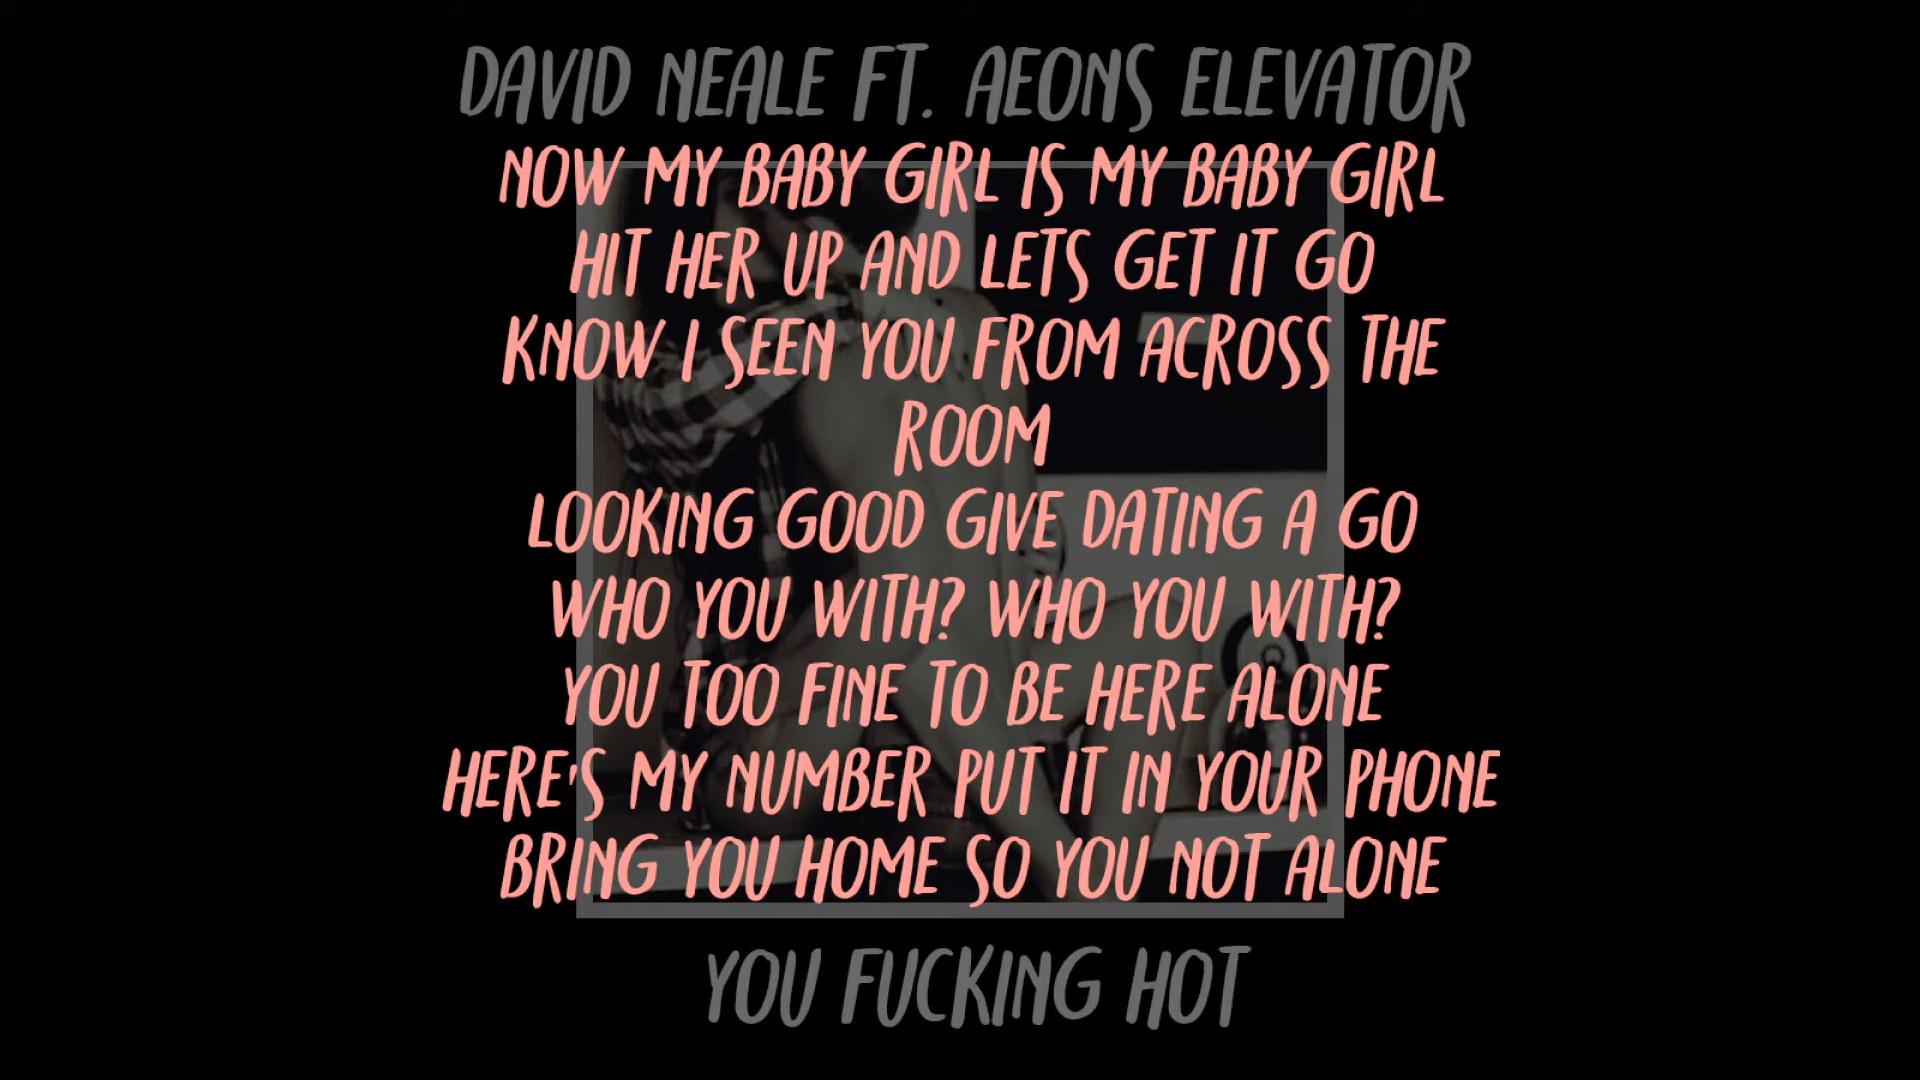 DAVID NEALE FT. AEONS ELEVATOR
NOW MY BABY GIRL IS MY BABY GIRL
HIT HER UP AND LETS GET IT GO
KNOW I SEEN YOU FROM ACROSS THE
ROOM
LOOKING GOOD GIVE DATING A GO
WHO YOU WITH? WHO YOU WITH?
YOU TOO FINE TO BE HERE ALONE
HERE'S MY NUMBER PUT IT IN YOUR PHONE
BRING YOU HOME SO YOU NOT ALONE
YOU FUCKING HOT